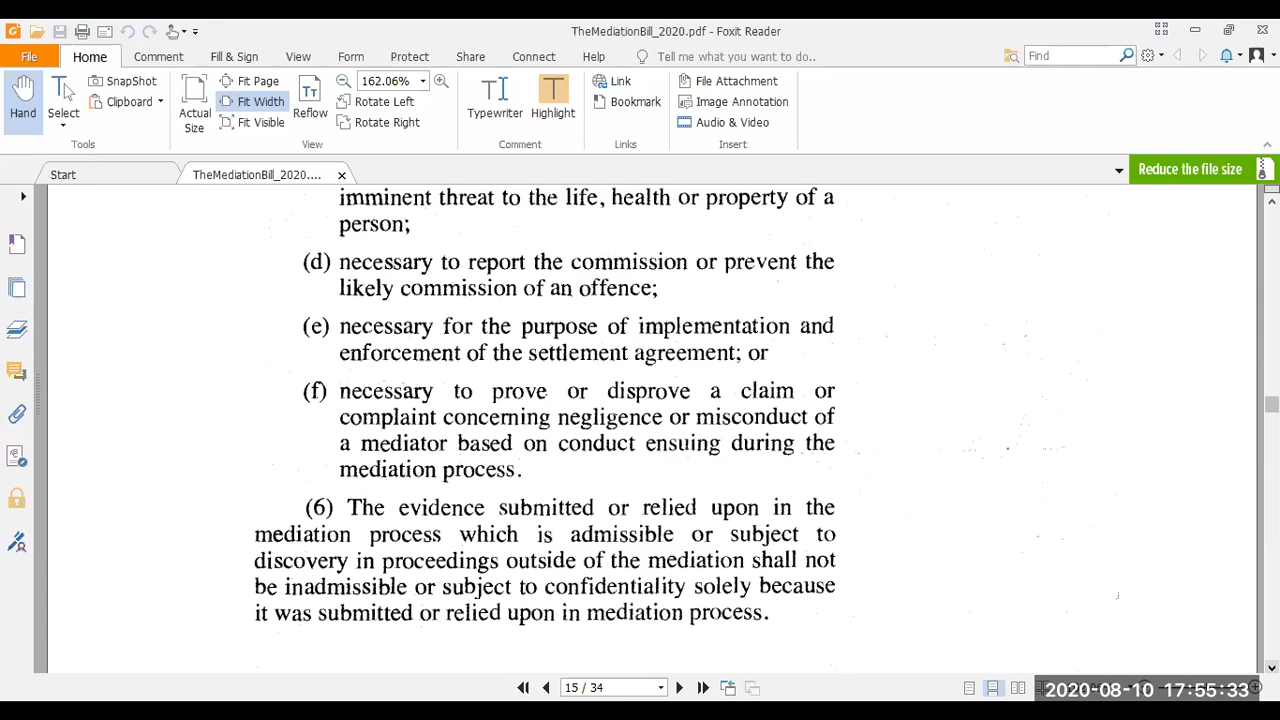 TheMediationBill_2020.pdf - Foxit Reader
File Home Comment Fill & Sign View Form Protect Share Connect Help Tell me what you want to do.. Find
Hand
Select
SnapShot
Clipboard
Tools
Actual Size
Fit Page
Fit Width
Fit Visible
Reflow
162.06%
Rotate Left
Rotate Right
View
Typewriter
Highlight
Comment
Link
Bookmark
Links
File Attachment
Image Annotation
Audio & Video
Insert
Start TheMediationBill_2020.... Reduce the file size
imminent threat to the life, health or property of a
person;
(d) necessary to report the commission or prevent the
likely commission of an offence;
(e) necessary for the purpose of implementation and
enforcement of the settlement agreement; or
(f) necessary to prove or disprove a claim or
complaint concerning negligence or misconduct of
a mediator based on conduct ensuing during the
mediation process.
(6) The evidence submitted or relied upon in the
mediation process which is admissible or subject to
discovery in proceedings outside of the mediation shall not
be inadmissible or subject to confidentiality solely because
it was submitted or relied upon in mediation process.
15 / 34
2020-08-10 17:55:33